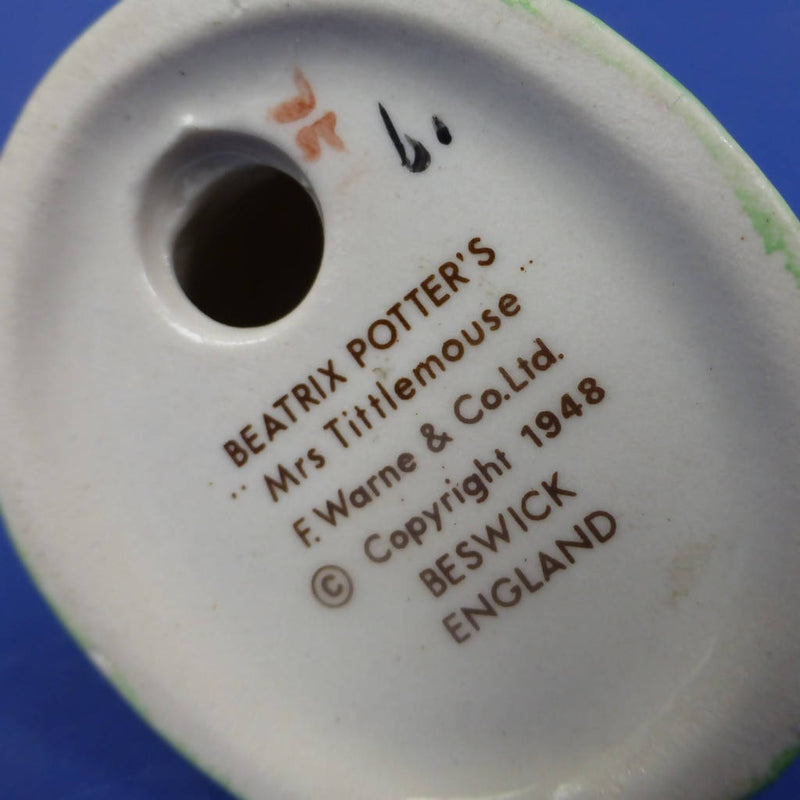 BEATRIX POTTER'S
"Mrs Tittlemouse"
F. Warne & Co.Ltd.
© Copyright 1948
BESWICK
ENGLAND